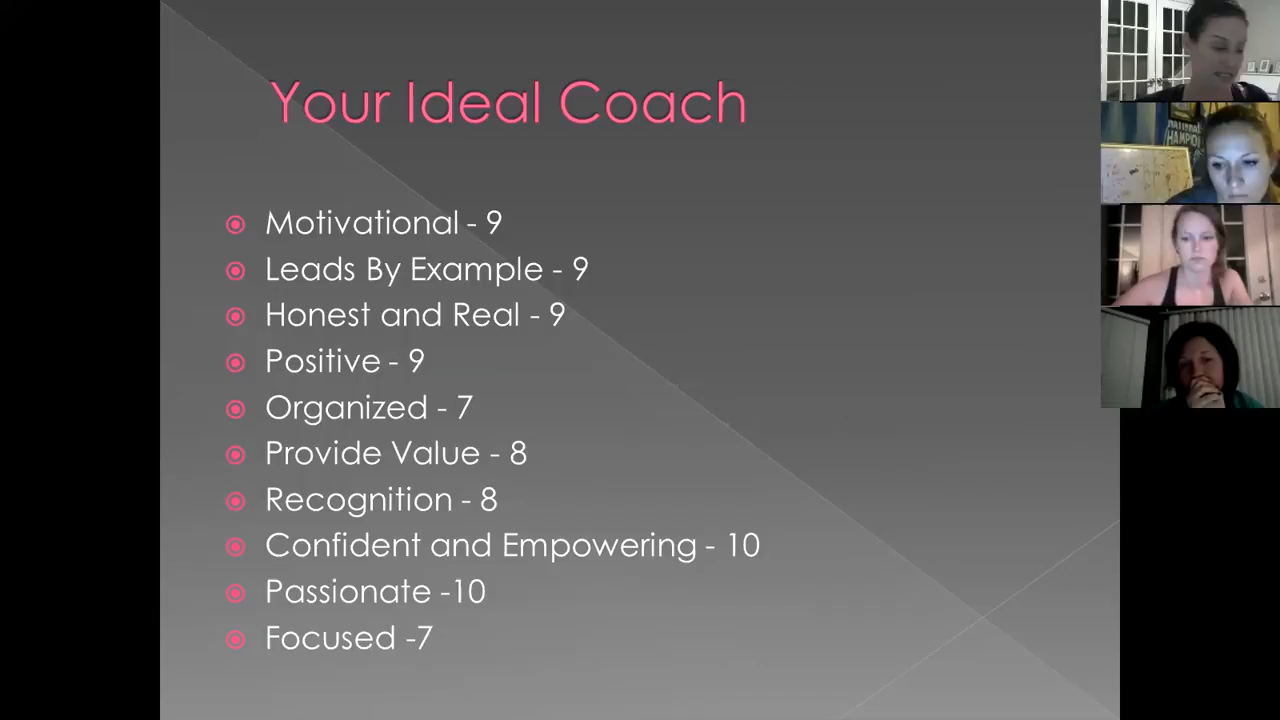 Your Ideal Coach
Motivational - 9
Leads By Example - 9
Honest and Real - 9
Positive - 9
Organized - 7
Provide Value - 8
Recognition - 8
Confident and Empowering - 10
Passionate -10
Focused -7
NATIONAL